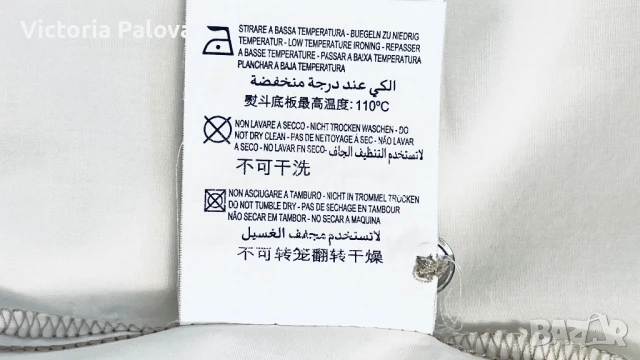 Victoria Palova
STIRARE A BASSA TEMPERATURA - BUEGELN ZU NIEDRIG
TEMPERATUR - LOW TEMPERATURE IRONING - REPASSER
A BASSE TEMPERATURE - PASSAR A BAIXA TEMPERATURA
PLANCHAR A BAJA TEMPERATURA
الكي عند درجة منخفضة
熨斗底板最高温度:110ºC
NON LAVARE A SECCO - NICHT TROCKEN WASCHEN - DO
NOT DRY CLEAN - PAS DE NETTOYAGE À SEC - NÃO LAVAR
A SECO - NO LAVAR EN SECO- لاتستخدم التنظيف الجاف
不可干洗
NON ASCIUGARE A TAMBURO - NICHT IN TROMMEL TROCKEN
DO NOT TUMBLE DRY - PAS DE SECHAGE EN TAMBOUR
NÃO SECAR EM TAMBOR - NO SECAR A MAQUINA
لاتستخدم مجفف الغسيل
不可转笼翻转干燥
BAZAR